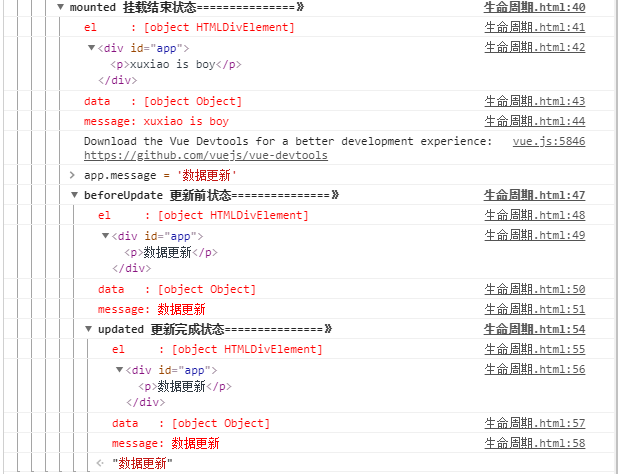 ▼ mounted 挂载结束状态===============》 生命周期.html:40
el     : [object HTMLDivElement] 生命周期.html:41
▼<div id="app"> 生命周期.html:42
<p>xuxiao is boy</p>
</div>
data   : [object Object] 生命周期.html:43
message: xuxiao is boy 生命周期.html:44
Download the Vue Devtools for a better development experience: vue.js:5846
https://github.com/vuejs/vue-devtools
> app.message = '数据更新'
▼ beforeUpdate 更新前状态===============》 生命周期.html:47
el     : [object HTMLDivElement] 生命周期.html:48
▼<div id="app"> 生命周期.html:49
<p>数据更新</p>
</div>
data   : [object Object] 生命周期.html:50
message: 数据更新 生命周期.html:51
▼ updated 更新完成状态===============》 生命周期.html:54
el     : [object HTMLDivElement] 生命周期.html:55
▼<div id="app"> 生命周期.html:56
<p>数据更新</p>
</div>
data   : [object Object] 生命周期.html:57
message: 数据更新 生命周期.html:58
"数据更新"